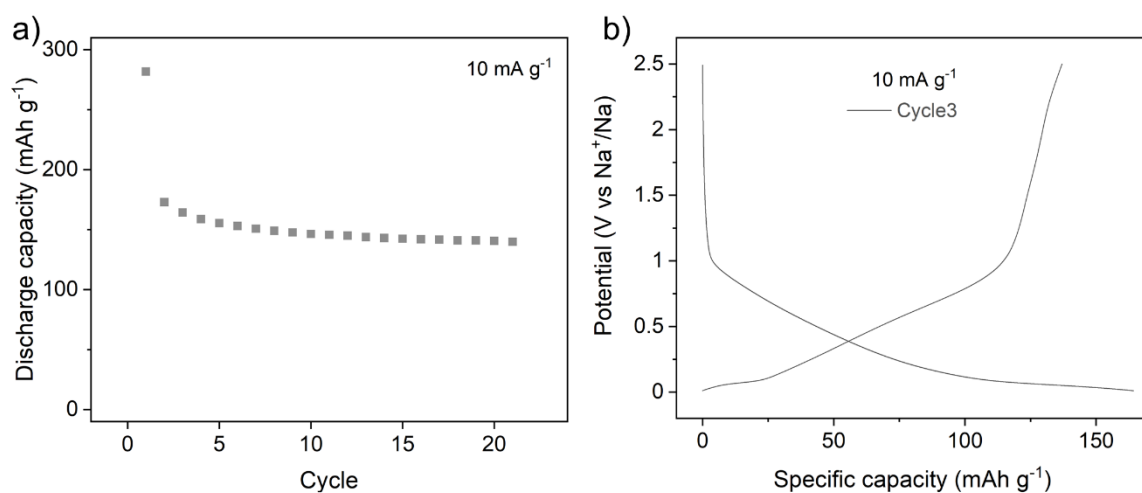 a)
10 mA g⁻¹
Discharge capacity (mAh g⁻¹)
300
200
100
0
0 5 10 15 20
Cycle
b)
10 mA g⁻¹
Cycle3
Potential (V vs Na⁺/Na)
2.5
2
1.5
1
0.5
0
0 50 100 150
Specific capacity (mAh g⁻¹)